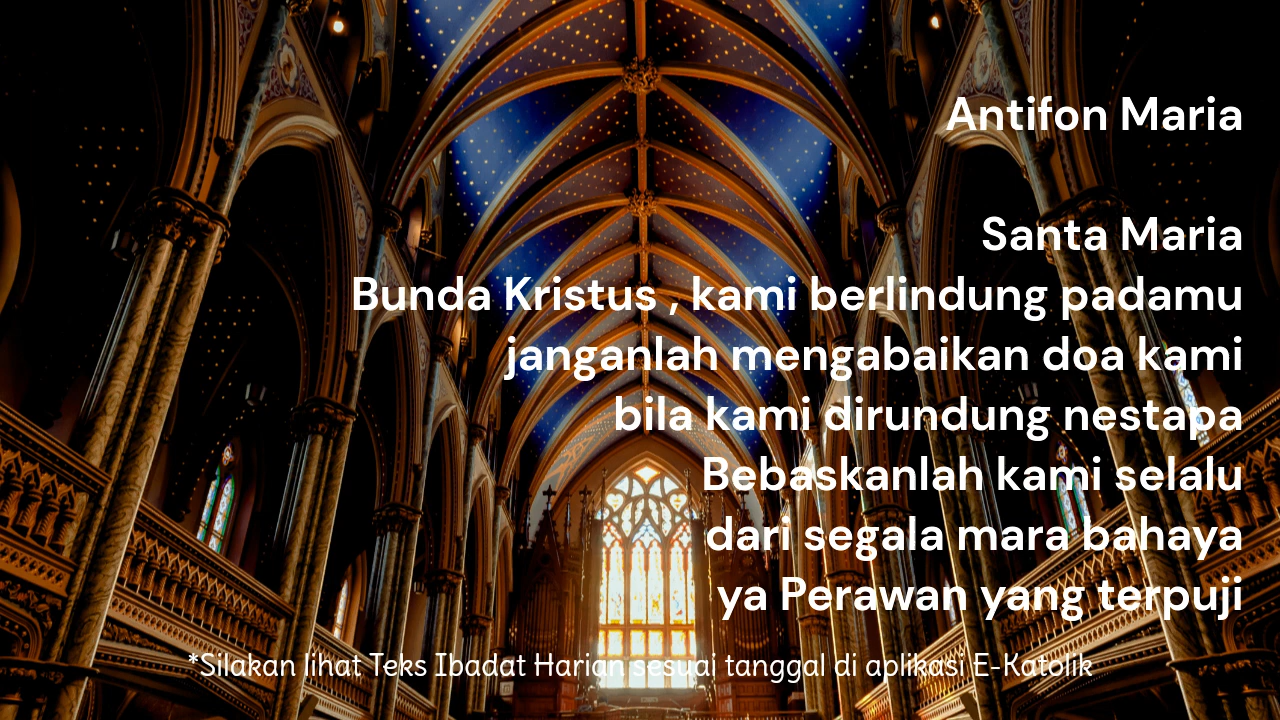 Antifon Maria
Santa Maria
Bunda Kristus , kami berlindung padamu
janganlah mengabaikan doa kami
bila kami dirundung nestapa
Bebaskanlah kami selalu
dari segala mara bahaya
ya Perawan yang terpuji
*Silakan lihat Teks Ibadat Harian sesuai tanggal di aplikasi E-Katolik